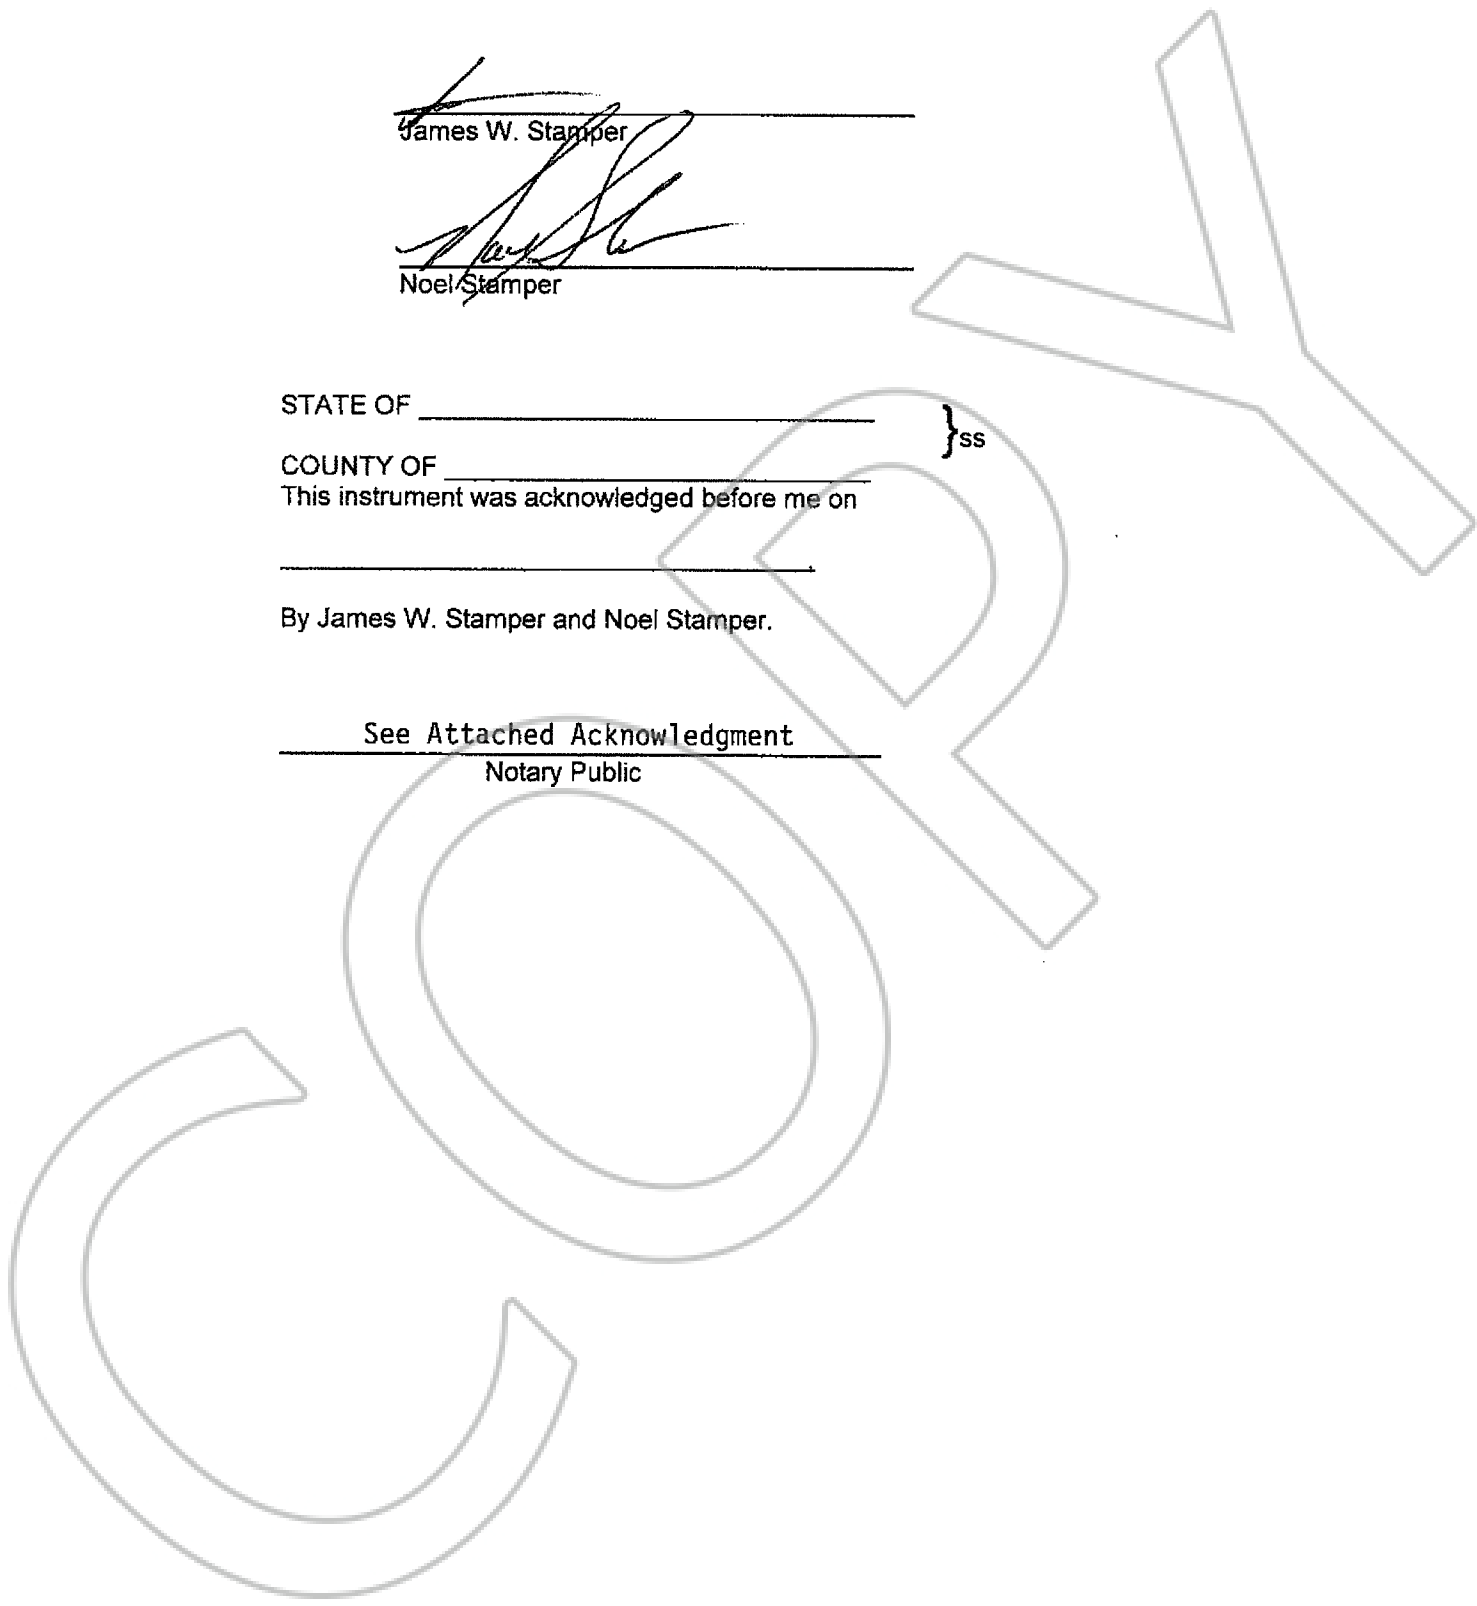 James W. Stamper
Noel Stamper
STATE OF
}ss
COUNTY OF
This instrument was acknowledged before me on
By James W. Stamper and Noel Stamper.
See Attached Acknowledgment
Notary Public
COPY